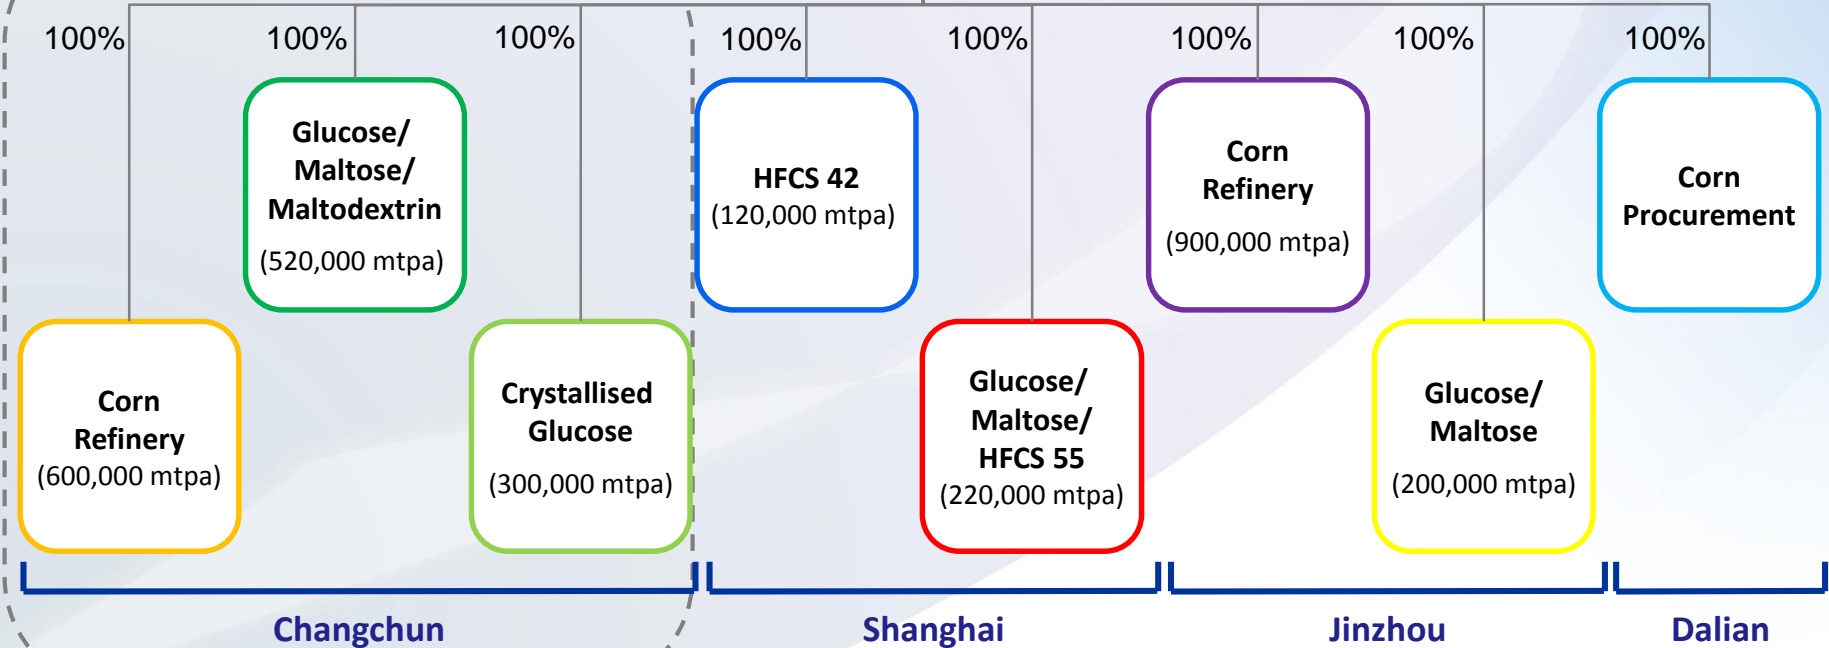 100%
100%
100%
100%
100%
100%
100%
100%
Glucose/
Maltose/
Maltodextrin
(520,000 mtpa)
HFCS 42
(120,000 mtpa)
Corn
Refinery
(900,000 mtpa)
Corn
Procurement
Corn
Refinery
(600,000 mtpa)
Crystallised
Glucose
(300,000 mtpa)
Glucose/
Maltose/
HFCS 55
(220,000 mtpa)
Glucose/
Maltose
(200,000 mtpa)
Changchun
Shanghai
Jinzhou
Dalian